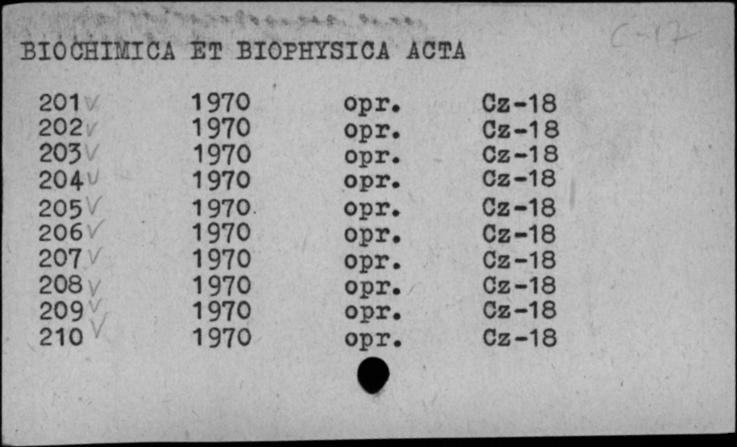 C-17
BIOCHIMICA ET BIOPHYSICA ACTA
201 ✓ 1970 opr. Cz-18
202 ✓ 1970 opr. Cz-18
203 ✓ 1970 opr. Cz-18
204 ✓ 1970 opr. Cz-18
205 ✓ 1970 opr. Cz-18
206 ✓ 1970 opr. Cz-18
207 ✓ 1970 opr. Cz-18
208 ✓ 1970 opr. Cz-18
209 ✓ 1970 opr. Cz-18
210 ✓ 1970 opr. Cz-18